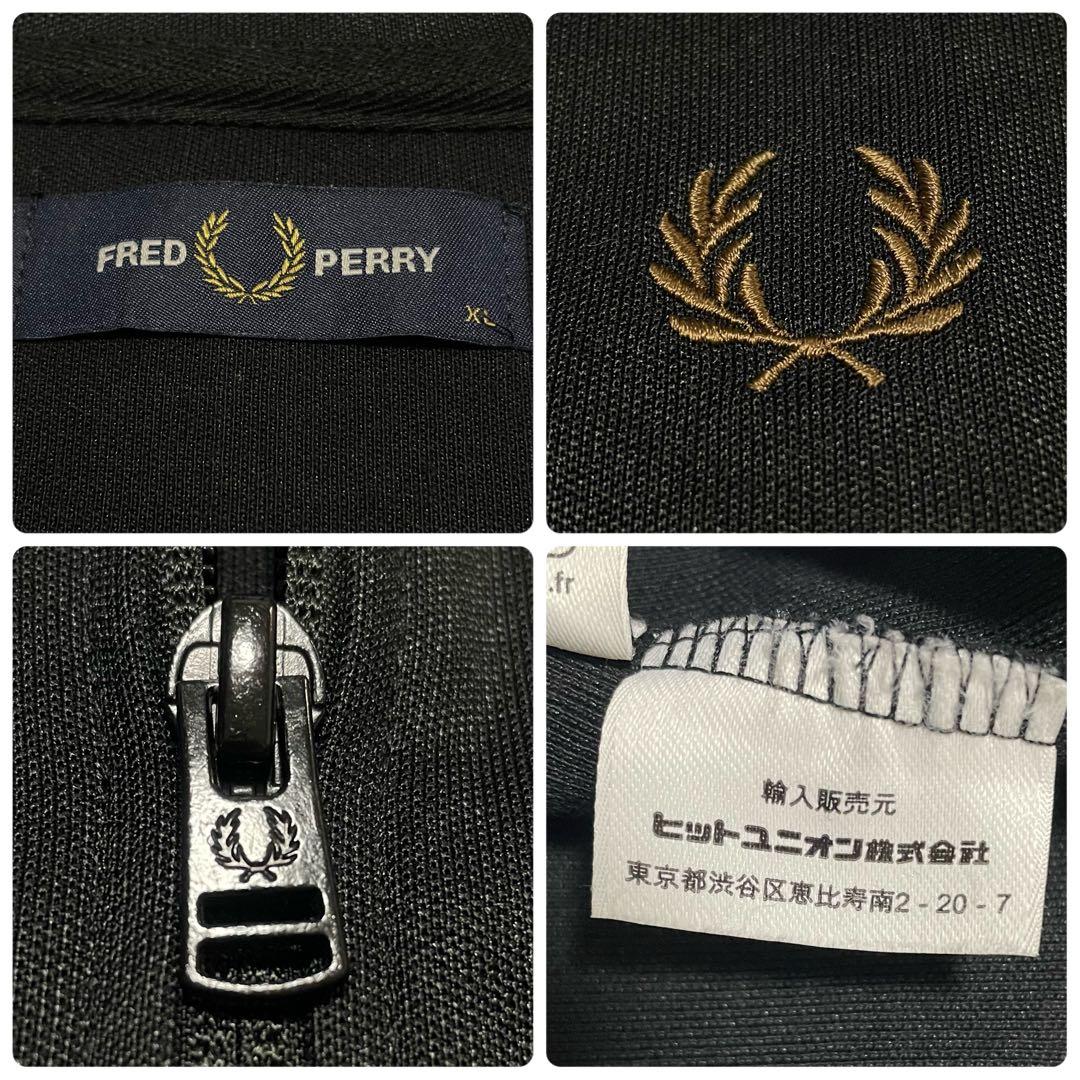 FRED PERRY
XL
.fr
輸入販売元
ヒットユニオン株式会社
東京都渋谷区恵比寿南2-20-7